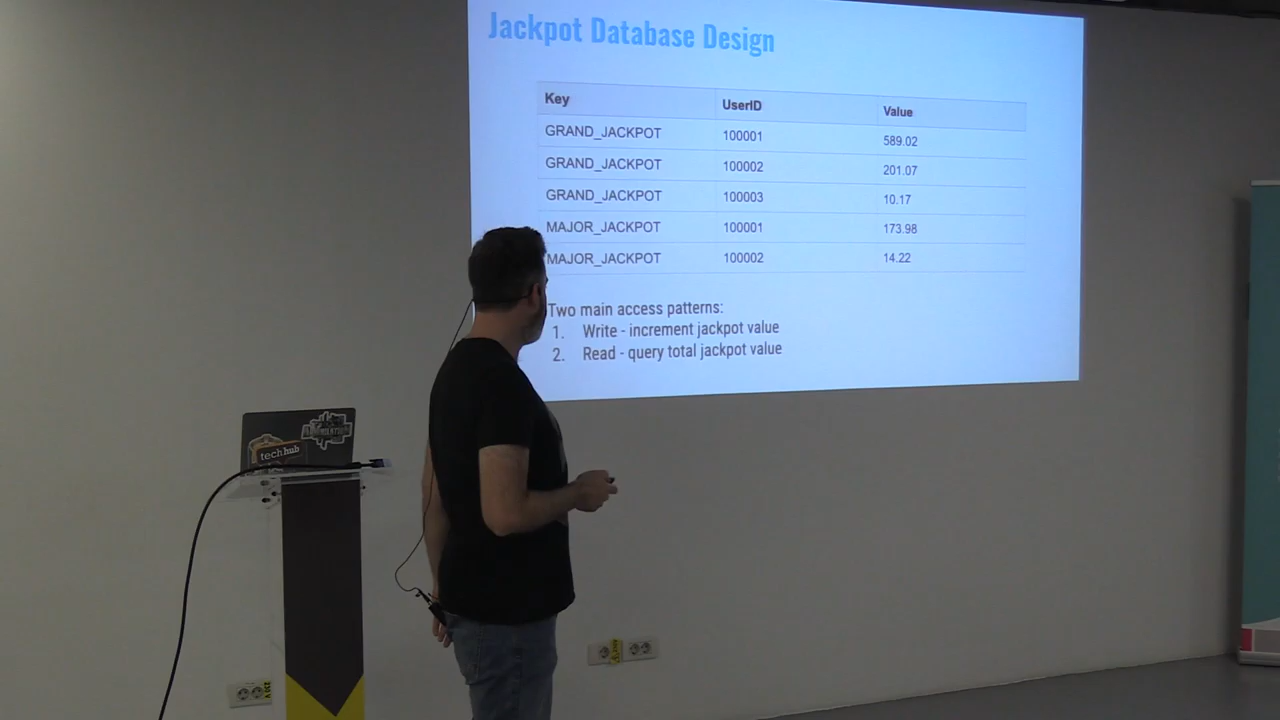 Jackpot Database Design
Key UserID Value
GRAND_JACKPOT 100001 589.02
GRAND_JACKPOT 100002 201.07
GRAND_JACKPOT 100003 10.17
MAJOR_JACKPOT 100001 173.98
MAJOR_JACKPOT 100002 14.22
Two main access patterns:
1. Write - increment jackpot value
2. Read - query total jackpot value
techhub